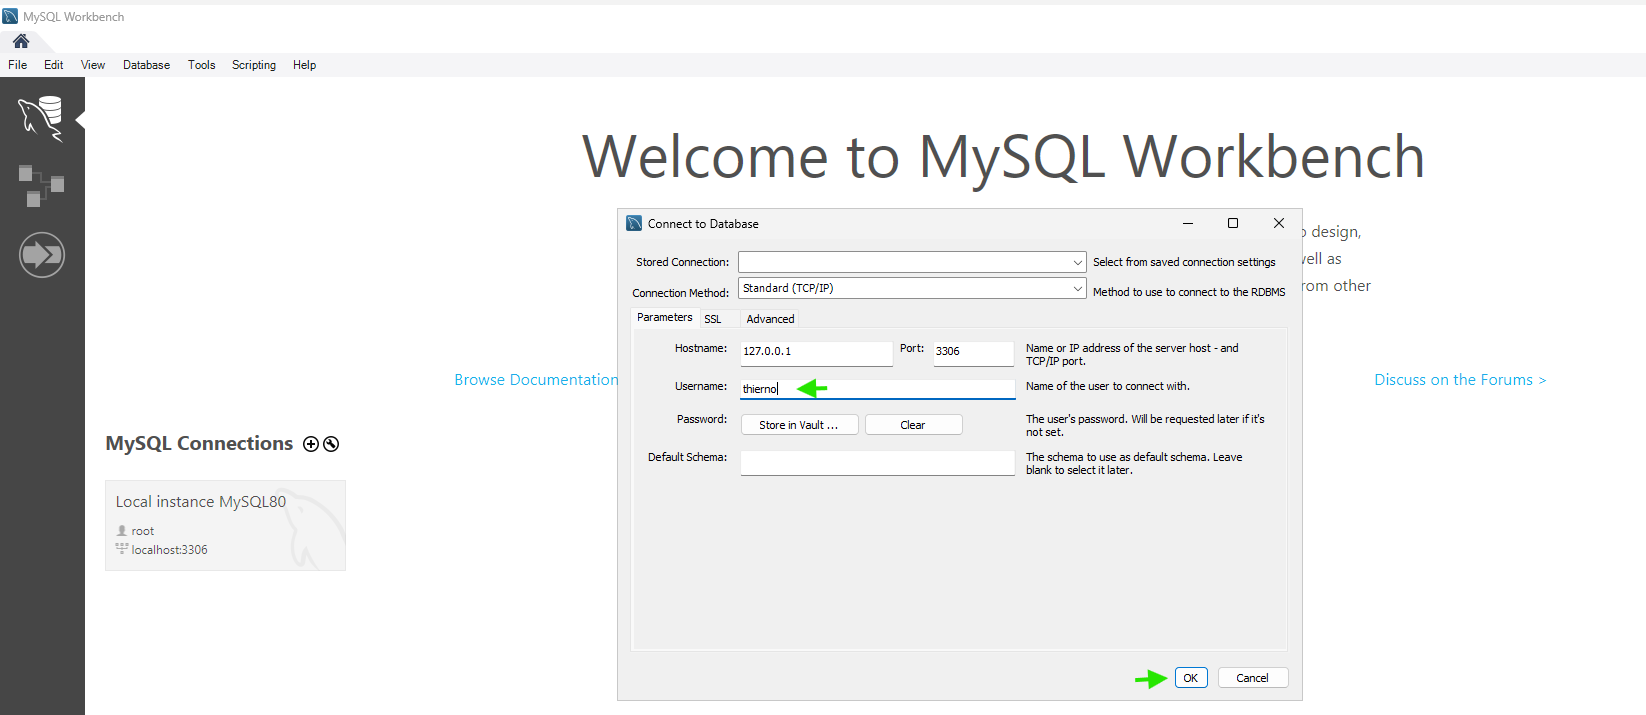 MySQL Workbench
File Edit View Database Tools Scripting Help
Welcome to MySQL Workbench
Connect to Database
design,
Stored Connection: Select from saved connection settings
well as
Connection Method: Standard (TCP/IP) Method to use to connect to the RDBMS
from other
Parameters SSL Advanced
Hostname: 127.0.0.1 Port: 3306 Name or IP address of the server host - and
TCP/IP port.
Browse Documentation
Username: thierno Name of the user to connect with.
Discuss on the Forums >
Password: Store in Vault ... Clear The user's password. Will be requested later if it's
not set.
MySQL Connections
Default Schema: The schema to use as default schema. Leave
blank to select it later.
Local instance MySQL80
root
localhost:3306
OK Cancel